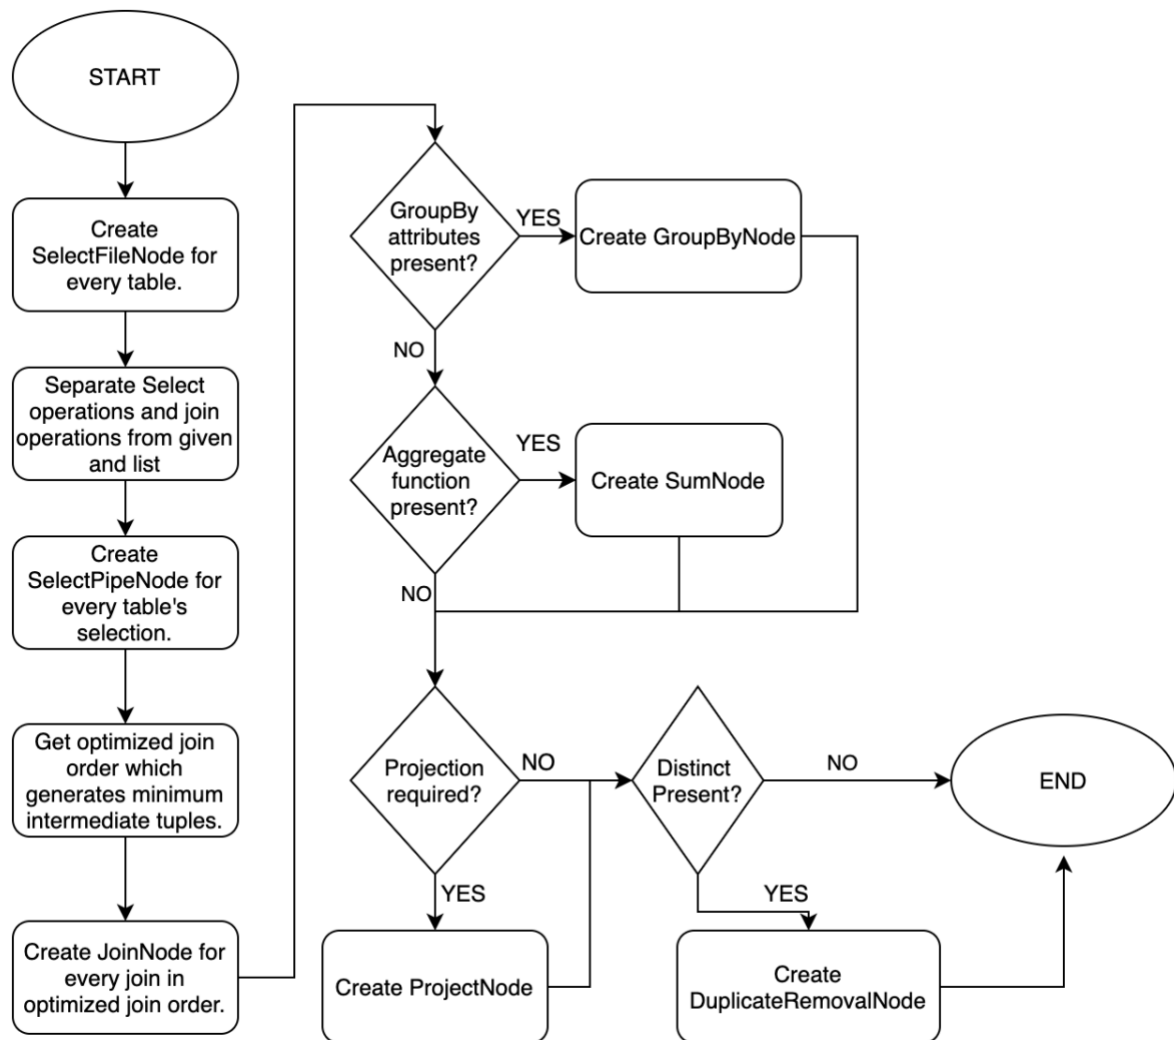 START
Create
SelectFileNode for
every table.
Separate Select
operations and join
operations from given
and list
Create
SelectPipeNode for
every table's
selection.
Get optimized join
order which
generates minimum
intermediate tuples.
Create JoinNode for
every join in
optimized join order.
GroupBy
attributes
present?
YES
Create GroupByNode
NO
Aggregate
function
present?
YES
Create SumNode
NO
Projection
required?
NO
YES
Create ProjectNode
Distinct
Present?
NO
YES
Create
DuplicateRemovalNode
END